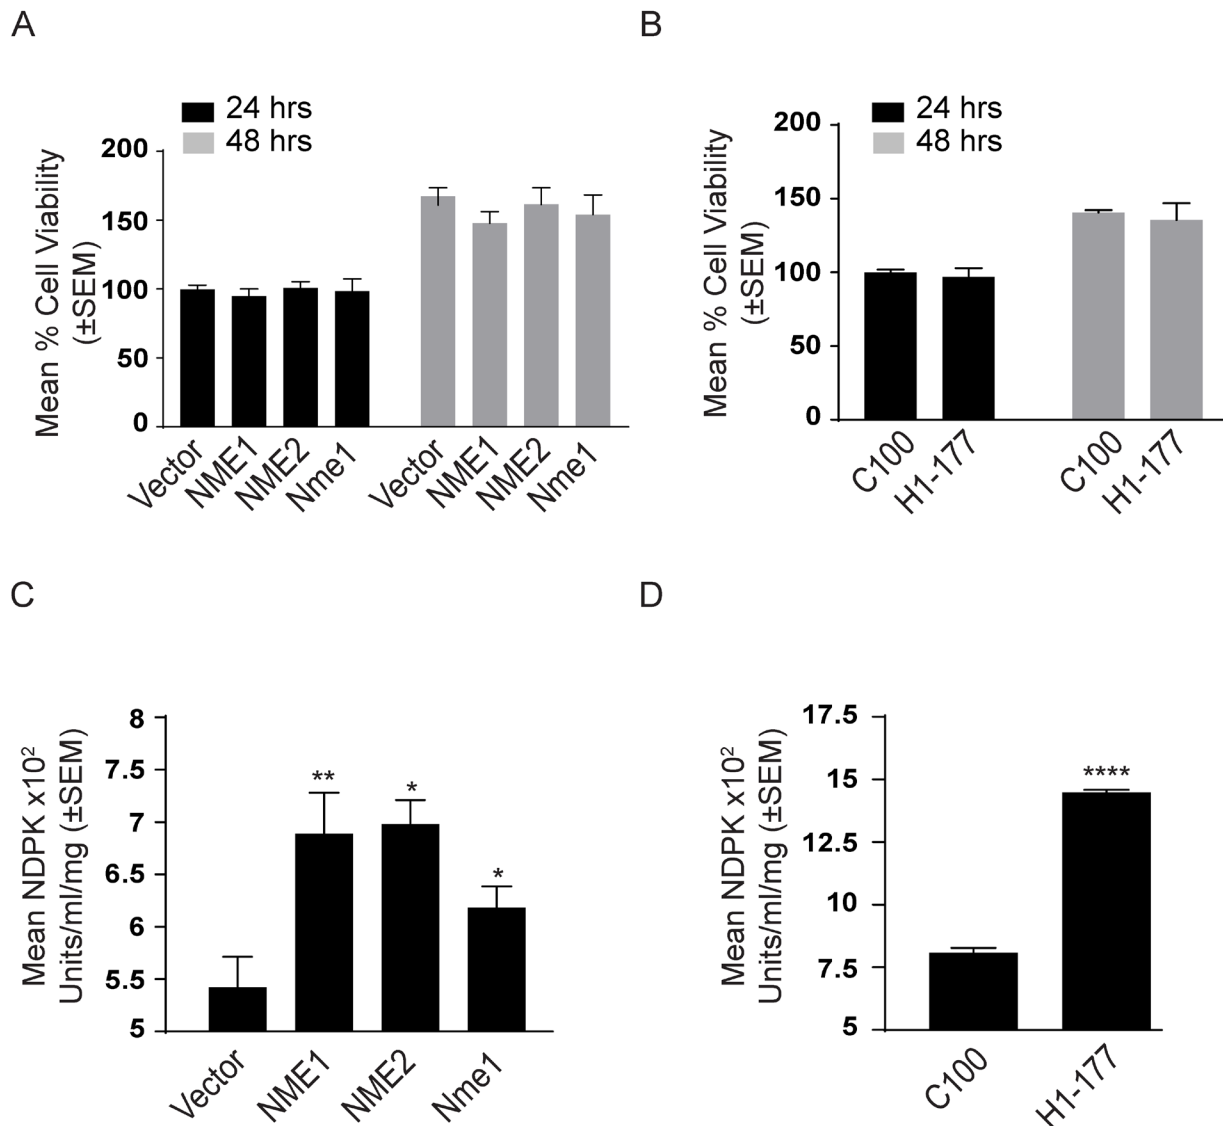 A
24 hrs
48 hrs
Mean % Cell Viability
(±SEM)
200
150
100
50
0
Vector
NME1
NME2
Nme1
Vector
NME1
NME2
Nme1
B
24 hrs
48 hrs
Mean % Cell Viability
(±SEM)
200
150
100
50
0
C100
H1-177
C100
H1-177
C
Mean NDPK x10²
Units/ml/mg (±SEM)
8
7.5
7
6.5
6
5.5
5
**
*
*
Vector
NME1
NME2
Nme1
D
Mean NDPK x10²
Units/ml/mg (±SEM)
17.5
15
12.5
10
7.5
5
****
C100
H1-177